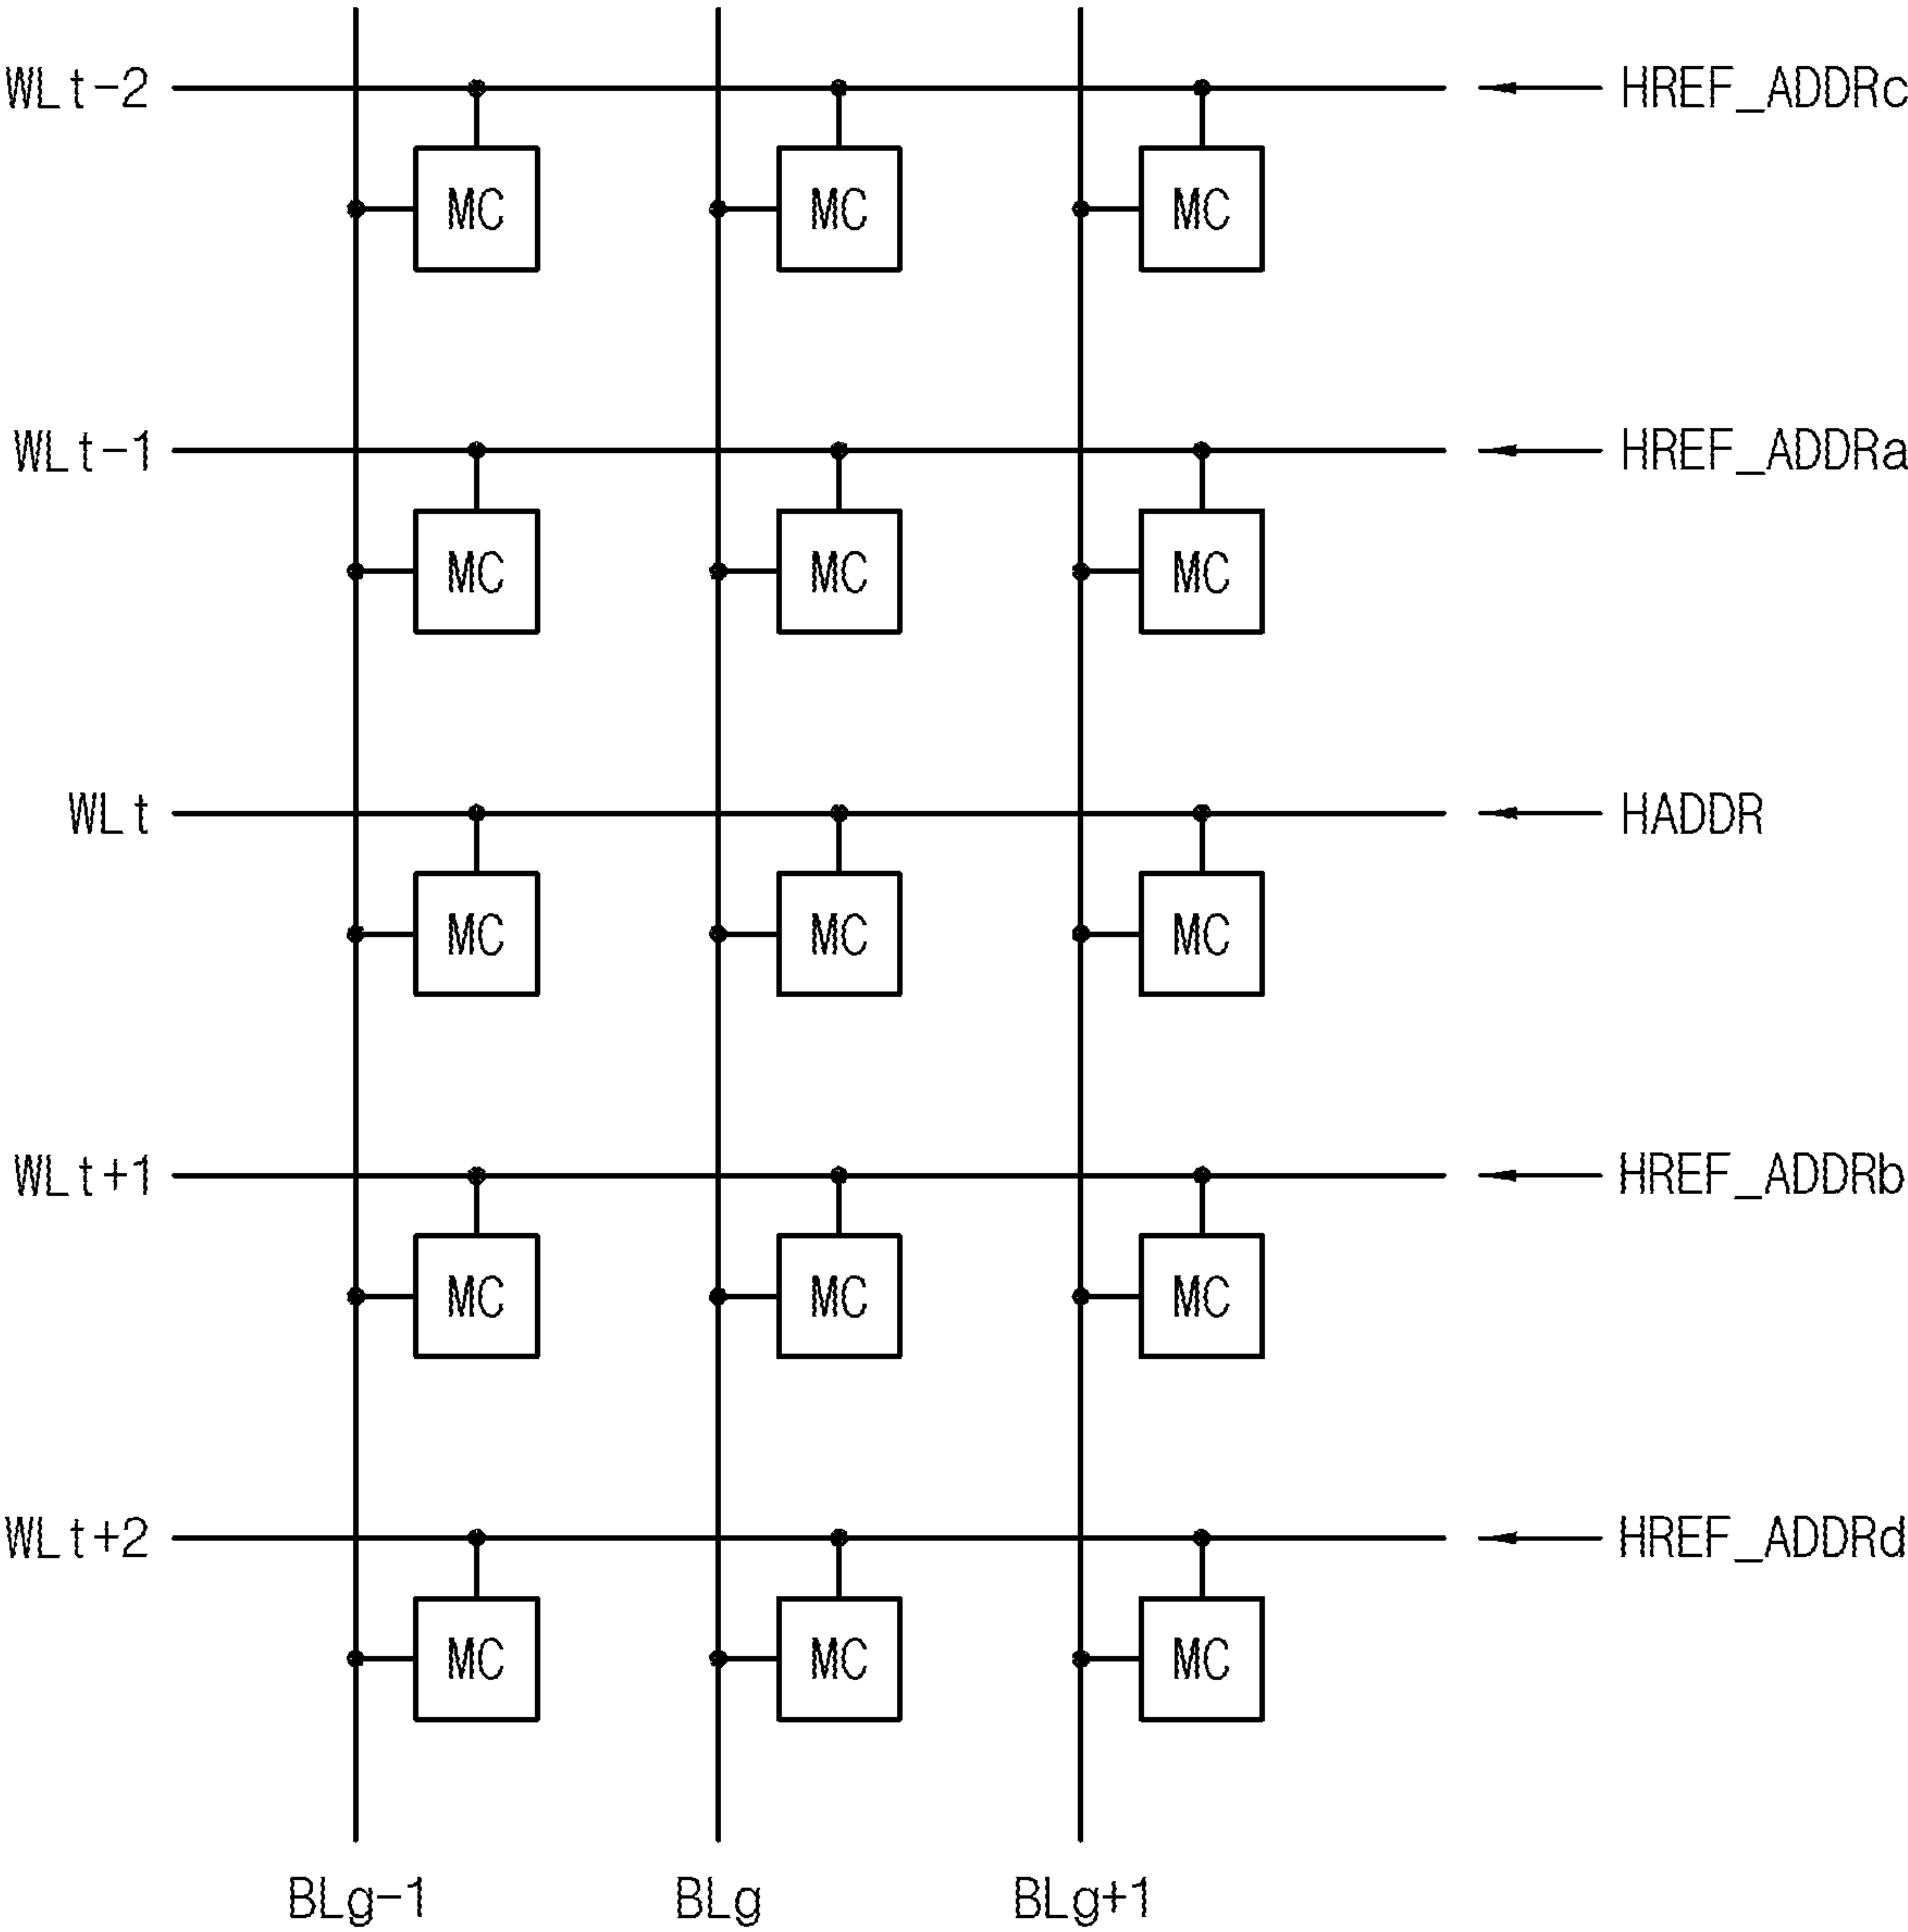 WLt-2 HREF_ADDRc
MC MC MC
WLt-1 HREF_ADDRa
MC MC MC
WLt HADDR
MC MC MC
WLt+1 HREF_ADDRb
MC MC MC
WLt+2 HREF_ADDRd
MC MC MC
BLg-1 BLg BLg+1